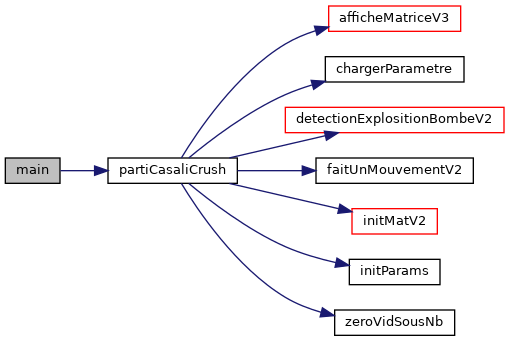 main
partiCasaliCrush
afficheMatriceV3
chargerParametre
detectionExplositionBombeV2
faitUnMouvementV2
initMatV2
initParams
zeroVidSousNb